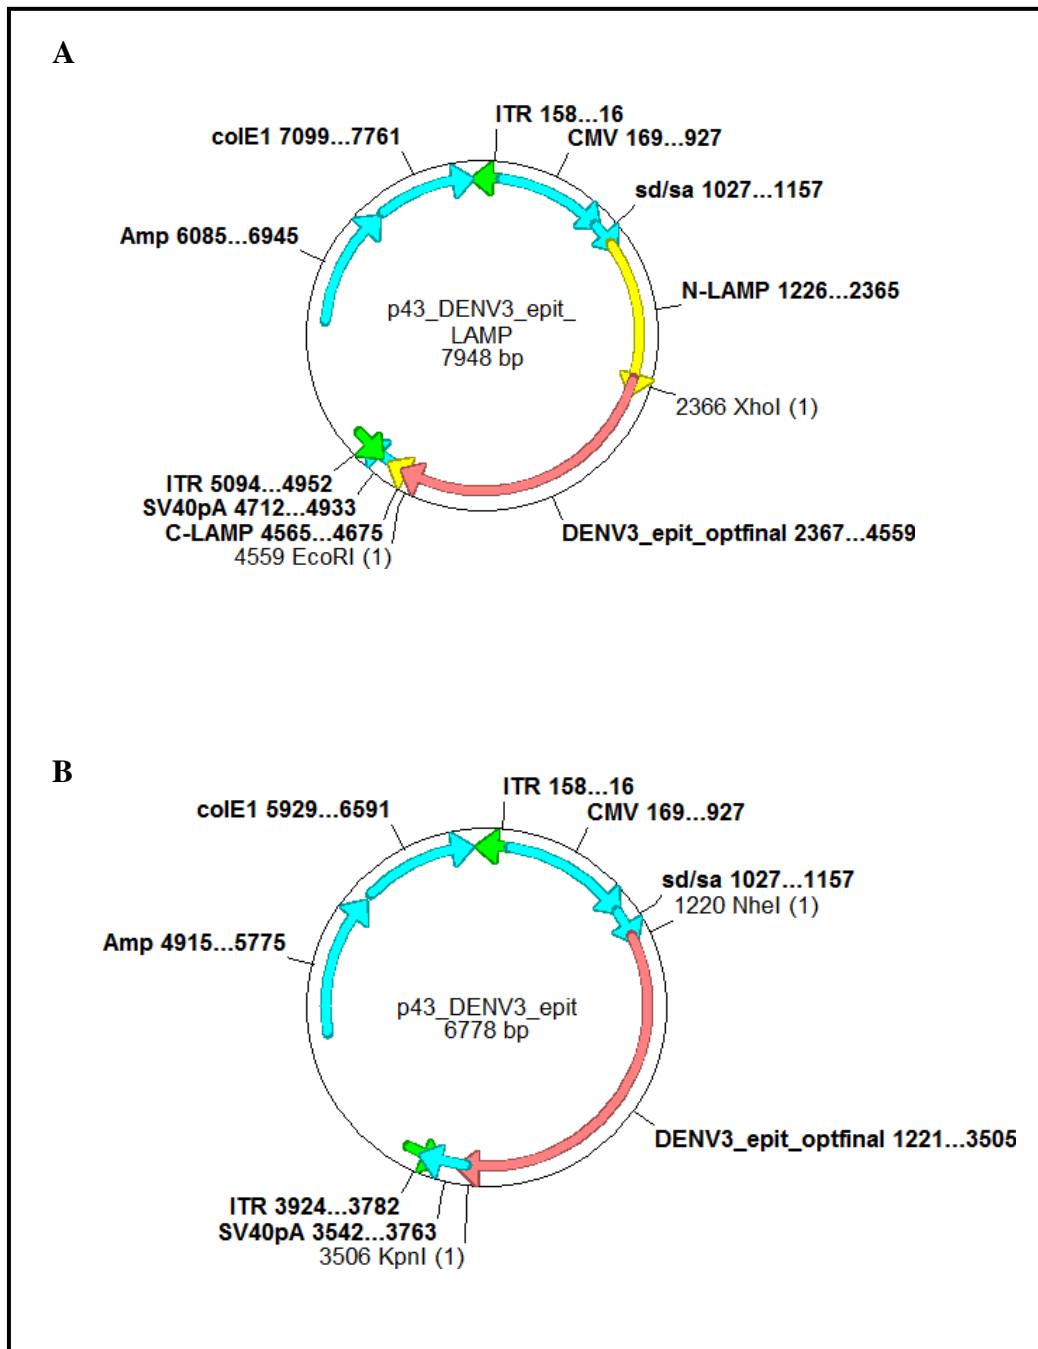 A
ITR 158...16
colE1 7099...7761
CMV 169...927
sd/sa 1027...1157
Amp 6085...6945
N-LAMP 1226...2365
p43_DENV3_epit_
LAMP
7948 bp
2366 XhoI (1)
ITR 5094...4952
SV40pA 4712...4933
C-LAMP 4565...4675
DENV3_epit_optfinal 2367...4559
4559 EcoRI (1)
B
ITR 158...16
colE1 5929...6591
CMV 169...927
sd/sa 1027...1157
1220 NheI (1)
Amp 4915...5775
p43_DENV3_epit
6778 bp
DENV3_epit_optfinal 1221...3505
ITR 3924...3782
SV40pA 3542...3763
3506 KpnI (1)